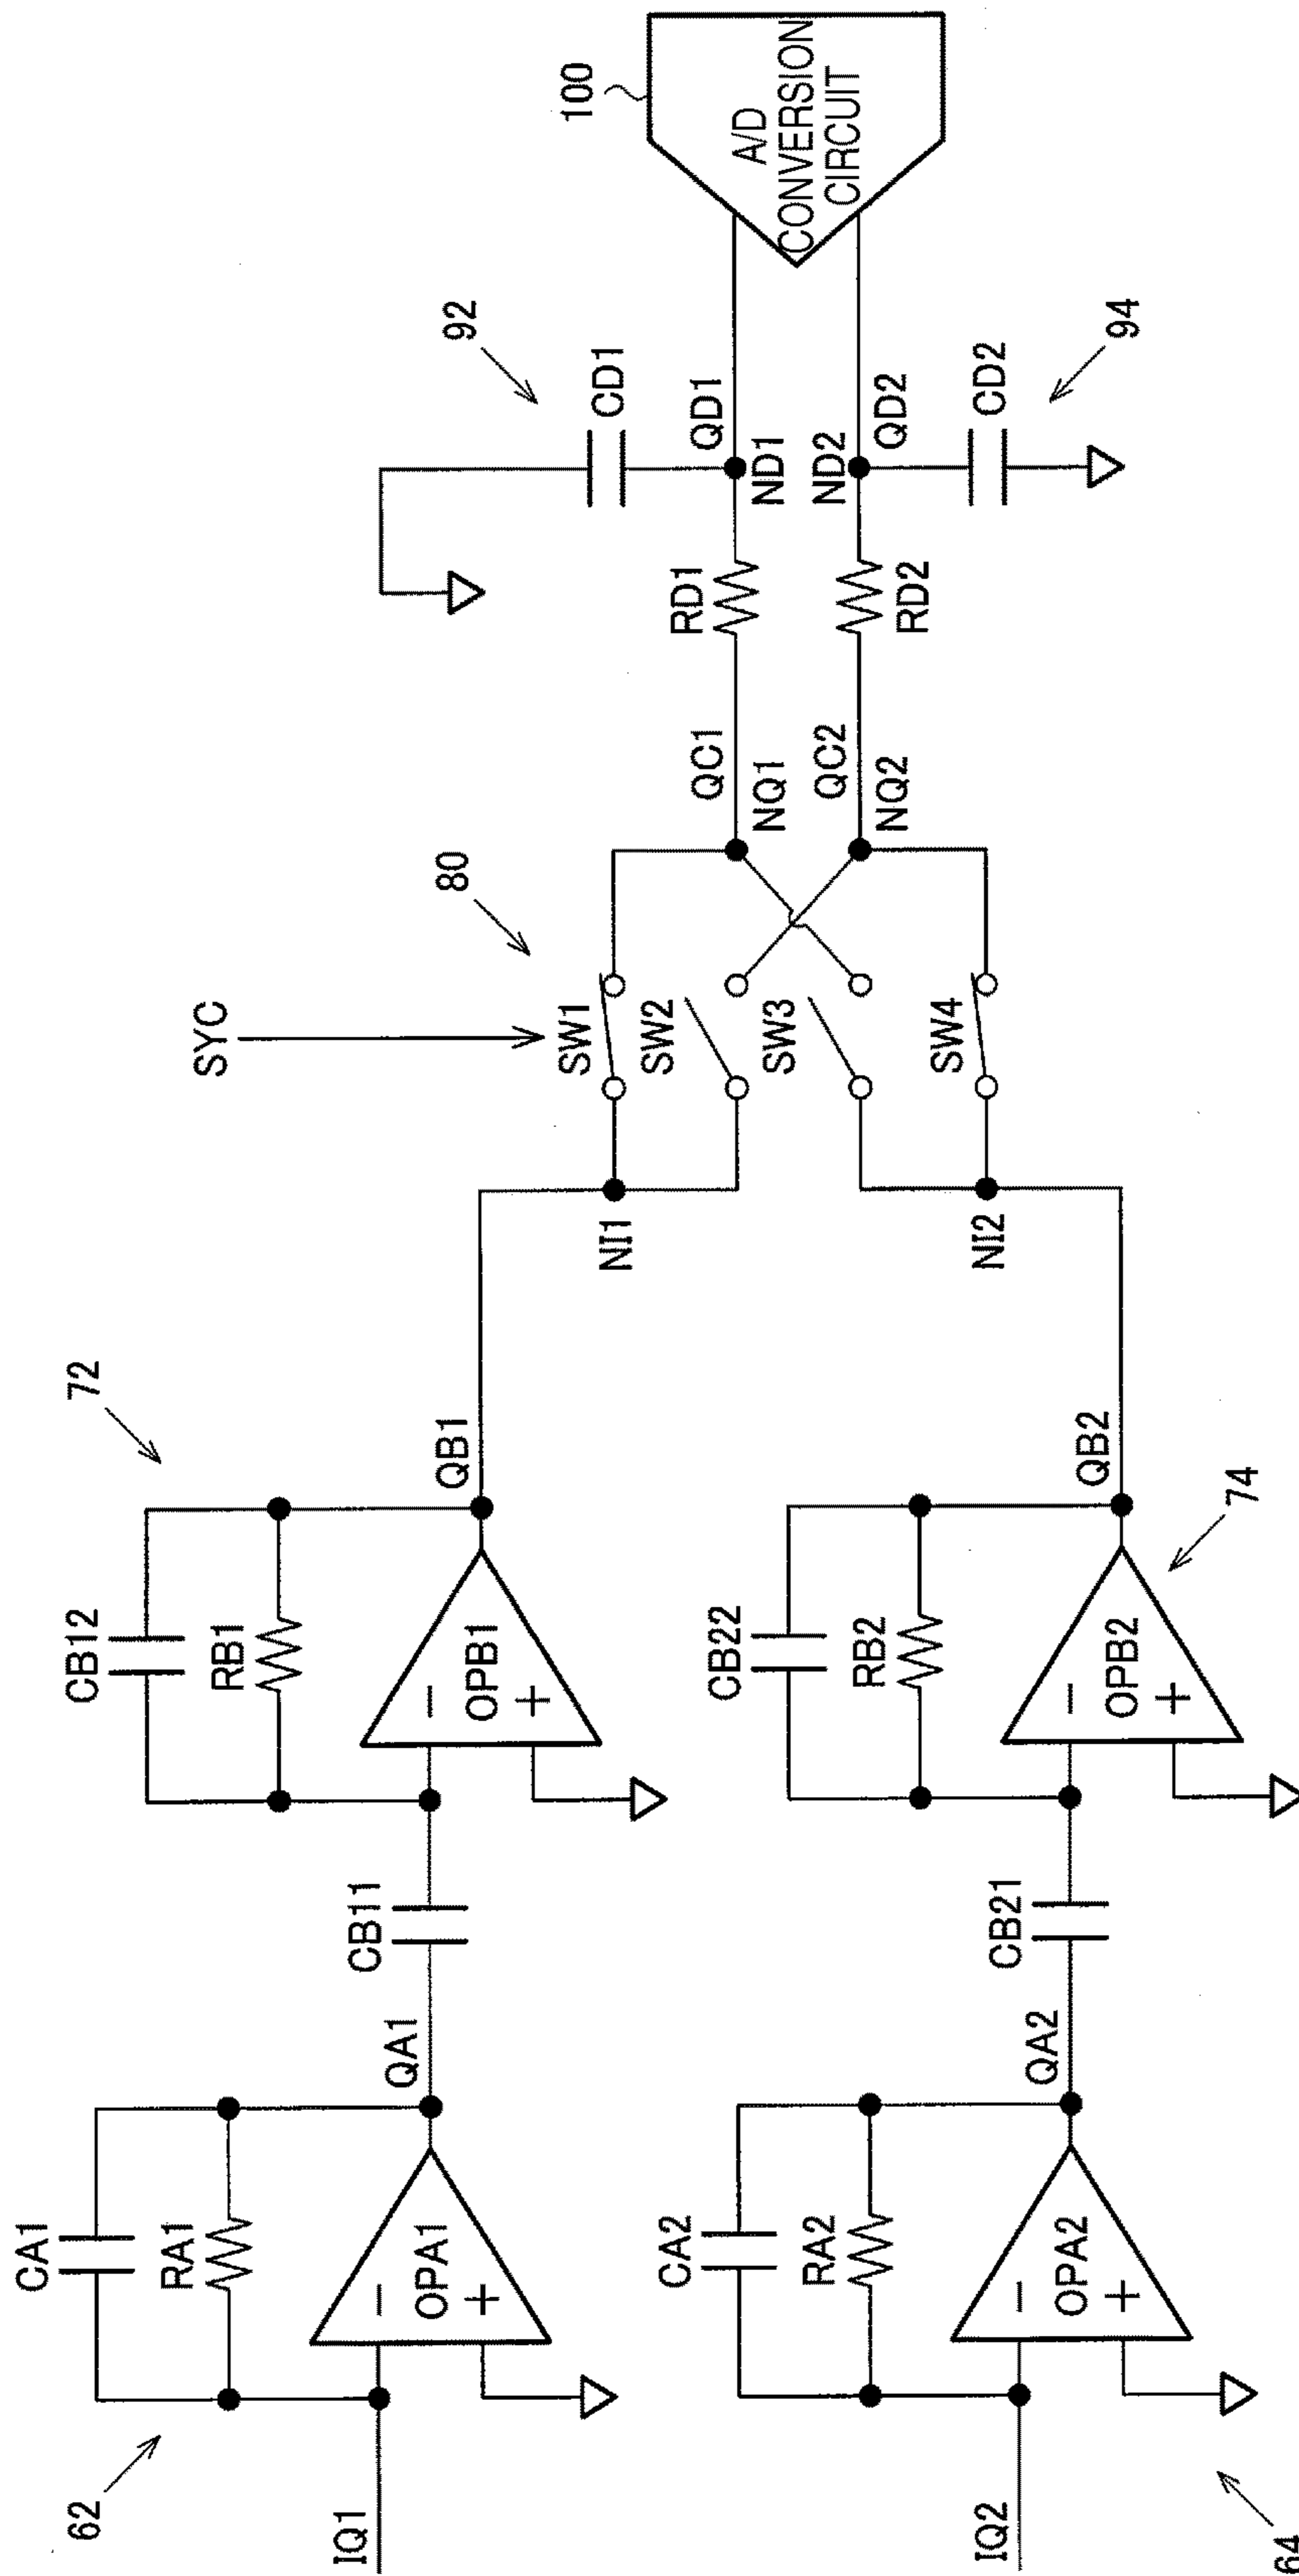 62
IQ1
CA1
RA1
−
OPA1
+
QA1
CB11
72
CB12
RB1
−
OPB1
+
QB1
64
IQ2
CA2
RA2
−
OPA2
+
QA2
CB21
74
CB22
RB2
−
OPB2
+
QB2
SYC
80
NI1
NI2
SW1
SW2
SW3
SW4
QC1
NQ1
QC2
NQ2
RD1
RD2
92
CD1
QD1
ND1
ND2
QD2
CD2
94
100
A/D
CONVERSION
CIRCUIT